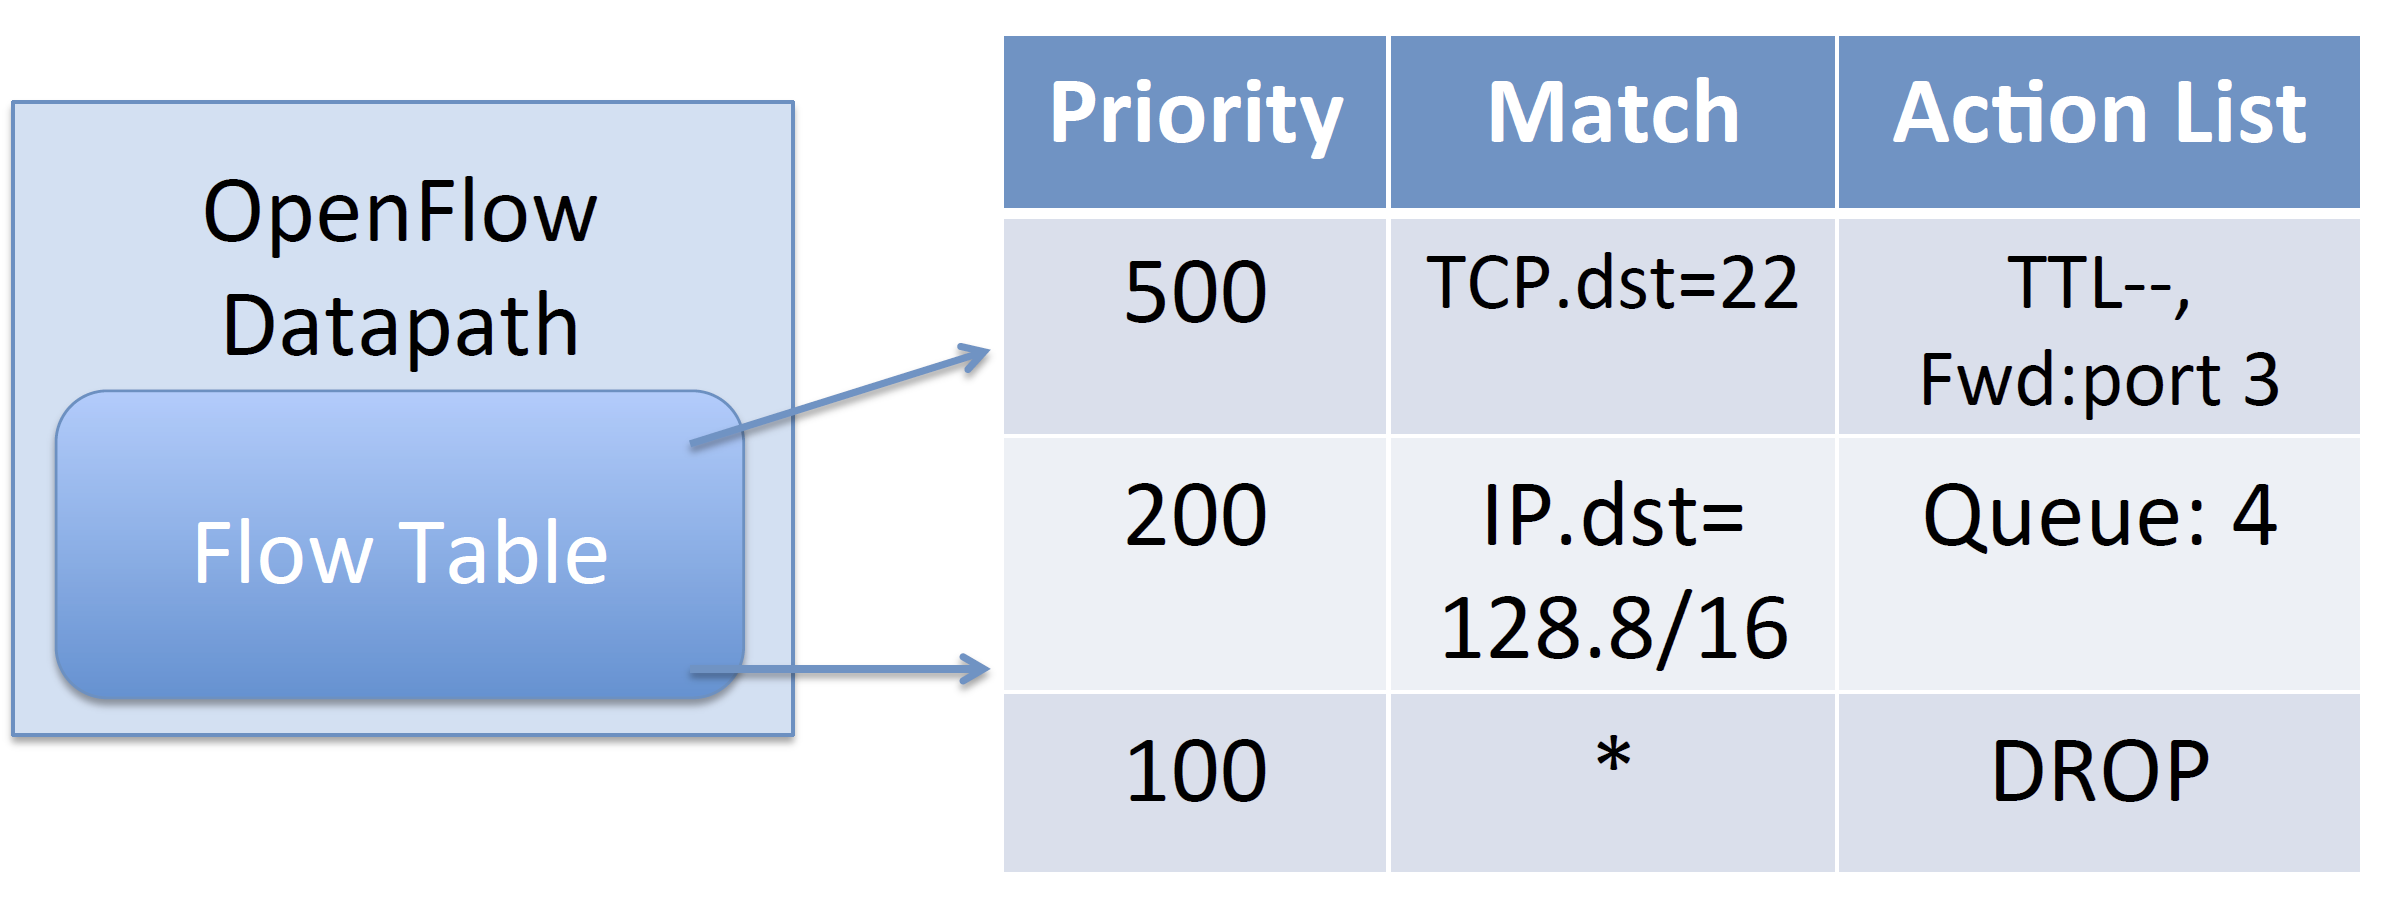 OpenFlow
Datapath
Flow Table
Priority Match Action List
500 TCP.dst=22 TTL--,
Fwd:port 3
200 IP.dst= Queue: 4
128.8/16
100 * DROP